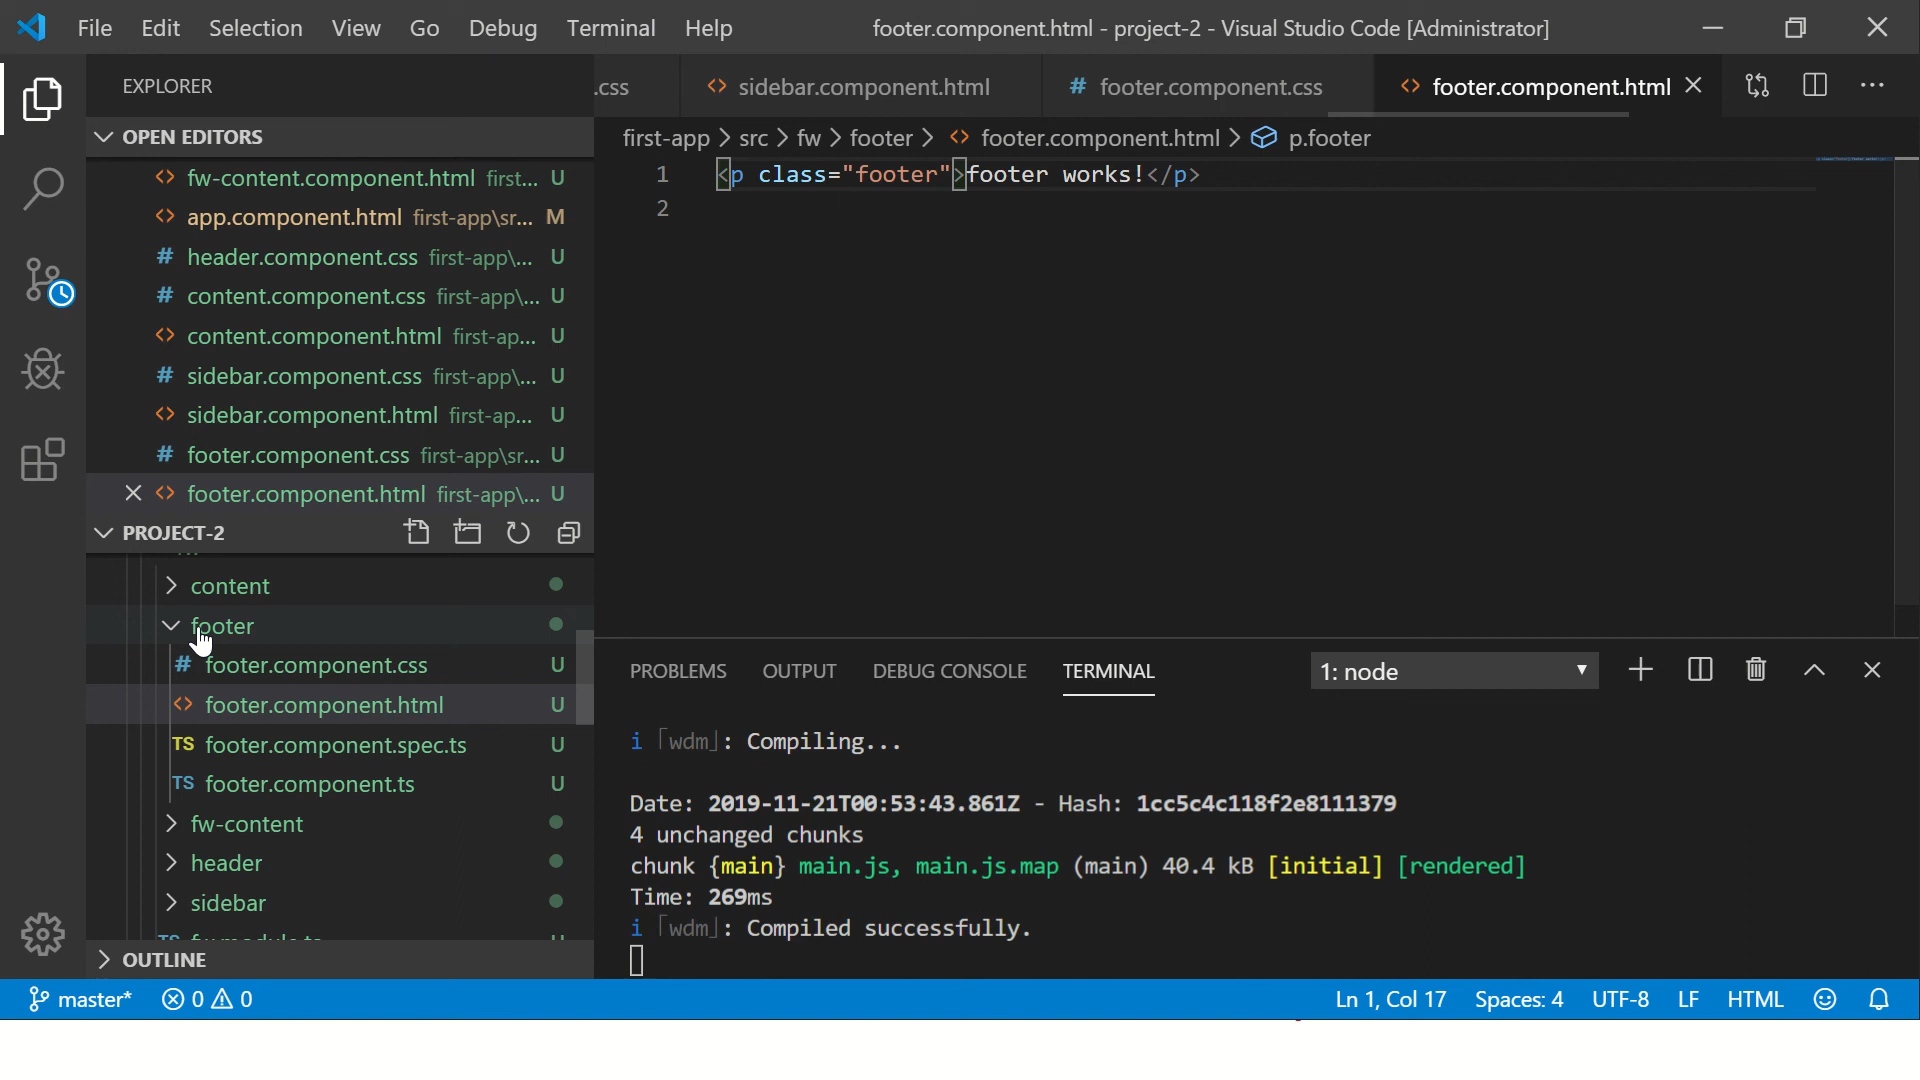 File Edit Selection View Go Debug Terminal Help
footer.component.html - project-2 - Visual Studio Code [Administrator]
EXPLORER
.css
sidebar.component.html
# footer.component.css
footer.component.html
OPEN EDITORS
first-app > src > fw > footer > footer.component.html > p.footer
fw-content.component.html first... U
app.component.html first-app\sr... M
# header.component.css first-app\... U
# content.component.css first-app\... U
content.component.html first-ap... U
# sidebar.component.css first-app\... U
sidebar.component.html first-ap... U
# footer.component.css first-app\sr... U
footer.component.html first-app\... U
1 <p class="footer">footer works!</p>
2
PROJECT-2
content
footer
# footer.component.css U
footer.component.html U
TS footer.component.spec.ts U
TS footer.component.ts U
fw-content
header
sidebar
OUTLINE
PROBLEMS OUTPUT DEBUG CONSOLE TERMINAL
1: node
i ｢wdm｣: Compiling...
Date: 2019-11-21T00:53:43.861Z - Hash: 1cc5c4c118f2e8111379
4 unchanged chunks
chunk {main} main.js, main.js.map (main) 40.4 kB [initial] [rendered]
Time: 269ms
i ｢wdm｣: Compiled successfully.
master* 0 0
Ln 1, Col 17 Spaces: 4 UTF-8 LF HTML